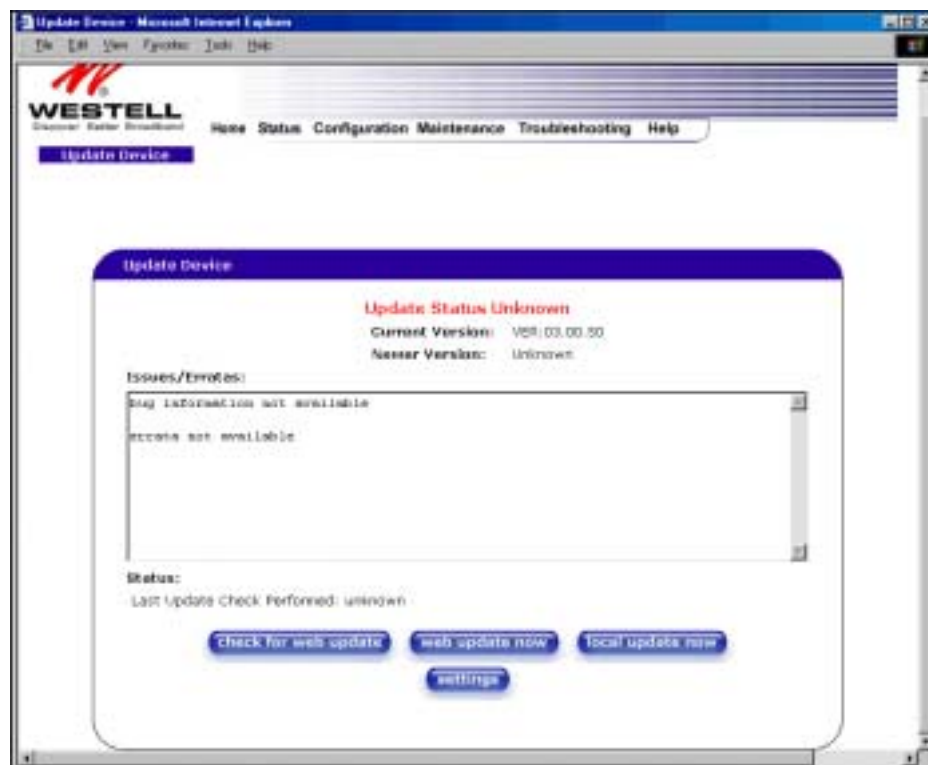 Update Device - Microsoft Internet Explorer
File Edit View Favorites Tools Help
WESTELL
Discover Better Broadband
Home Status Configuration Maintenance Troubleshooting Help
Update Device
Update Device
Update Status Unknown
Current Version: VER:03.00.50
Newer Version: Unknown
Issues/Erratas:
bug information not available
errata not available
Status:
Last Update Check Performed: unknown
check for web update web update now local update now
settings